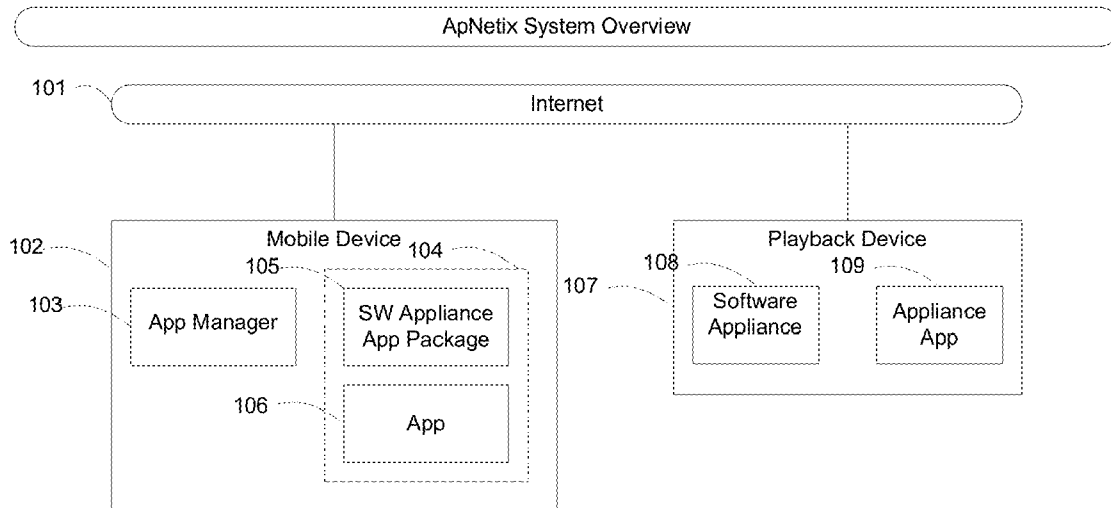 ApNetix System Overview
101
Internet
102
Mobile Device
104
105
103
App Manager
SW Appliance
App Package
106
App
Playback Device
107
108
109
Software
Appliance
Appliance
App